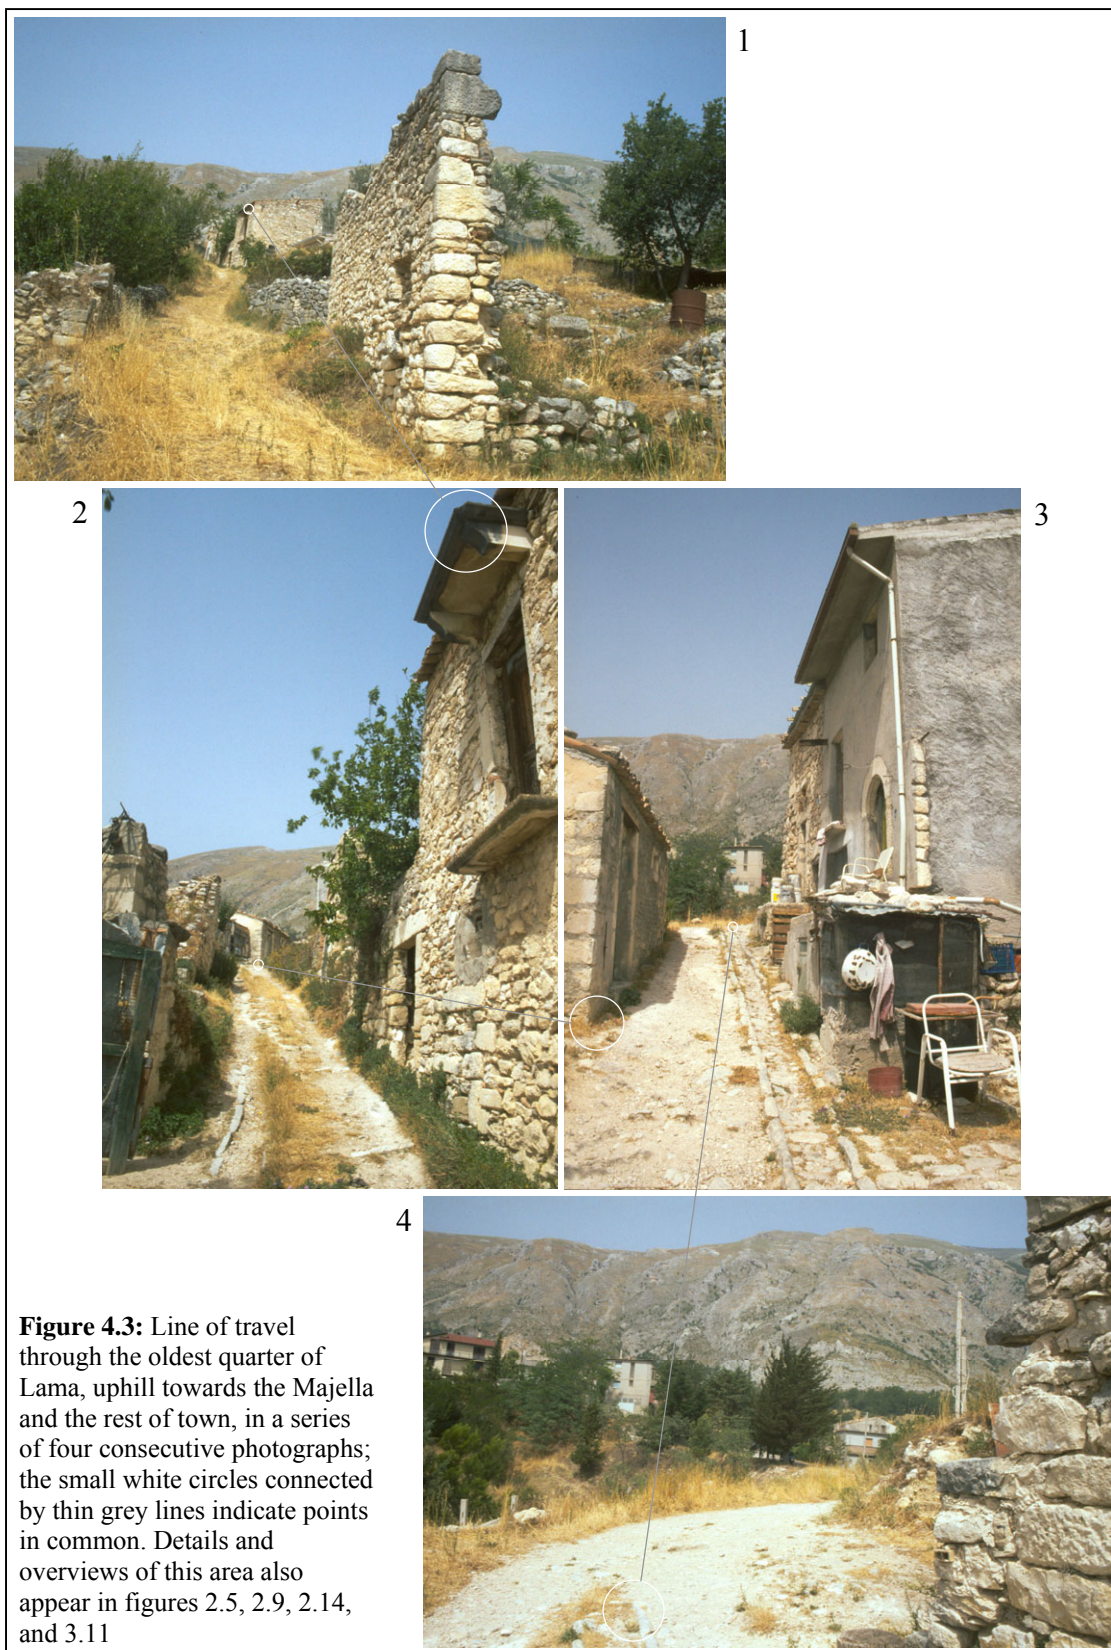 1
2
3
4
Figure 4.3: Line of travel
through the oldest quarter of
Lama, uphill towards the Majella
and the rest of town, in a series
of four consecutive photographs;
the small white circles connected
by thin grey lines indicate points
in common. Details and
overviews of this area also
appear in figures 2.5, 2.9, 2.14,
and 3.11